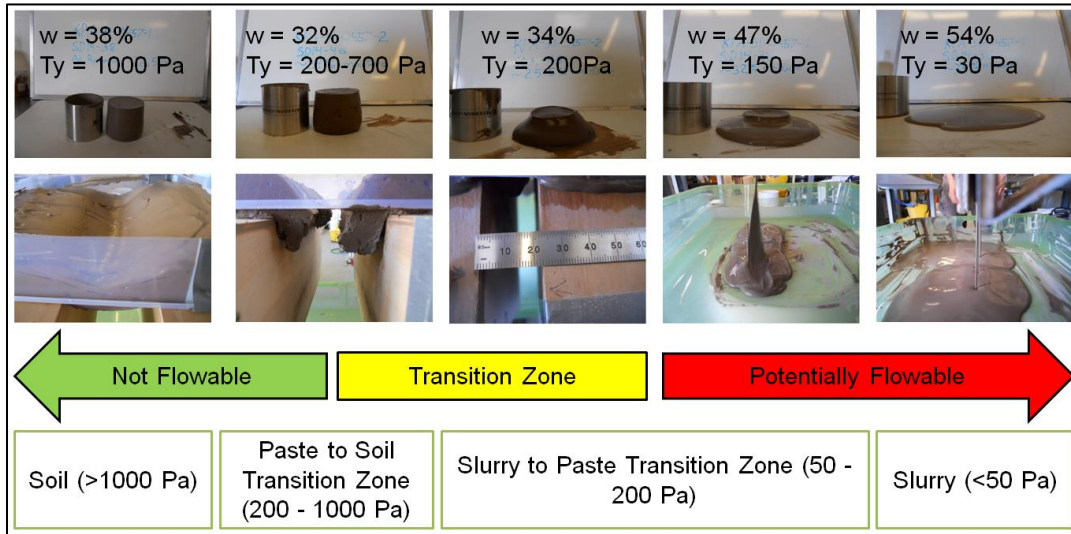 w = 38%
Ty = 1000 Pa
w = 32%
Ty = 200-700 Pa
w = 34%
Ty = 200Pa
w = 47%
Ty = 150 Pa
w = 54%
Ty = 30 Pa
10 20 30 40 50 60
Not Flowable
Transition Zone
Potentially Flowable
Soil (>1000 Pa)
Paste to Soil
Transition Zone
(200 - 1000 Pa)
Slurry to Paste Transition Zone (50 -
200 Pa)
Slurry (<50 Pa)